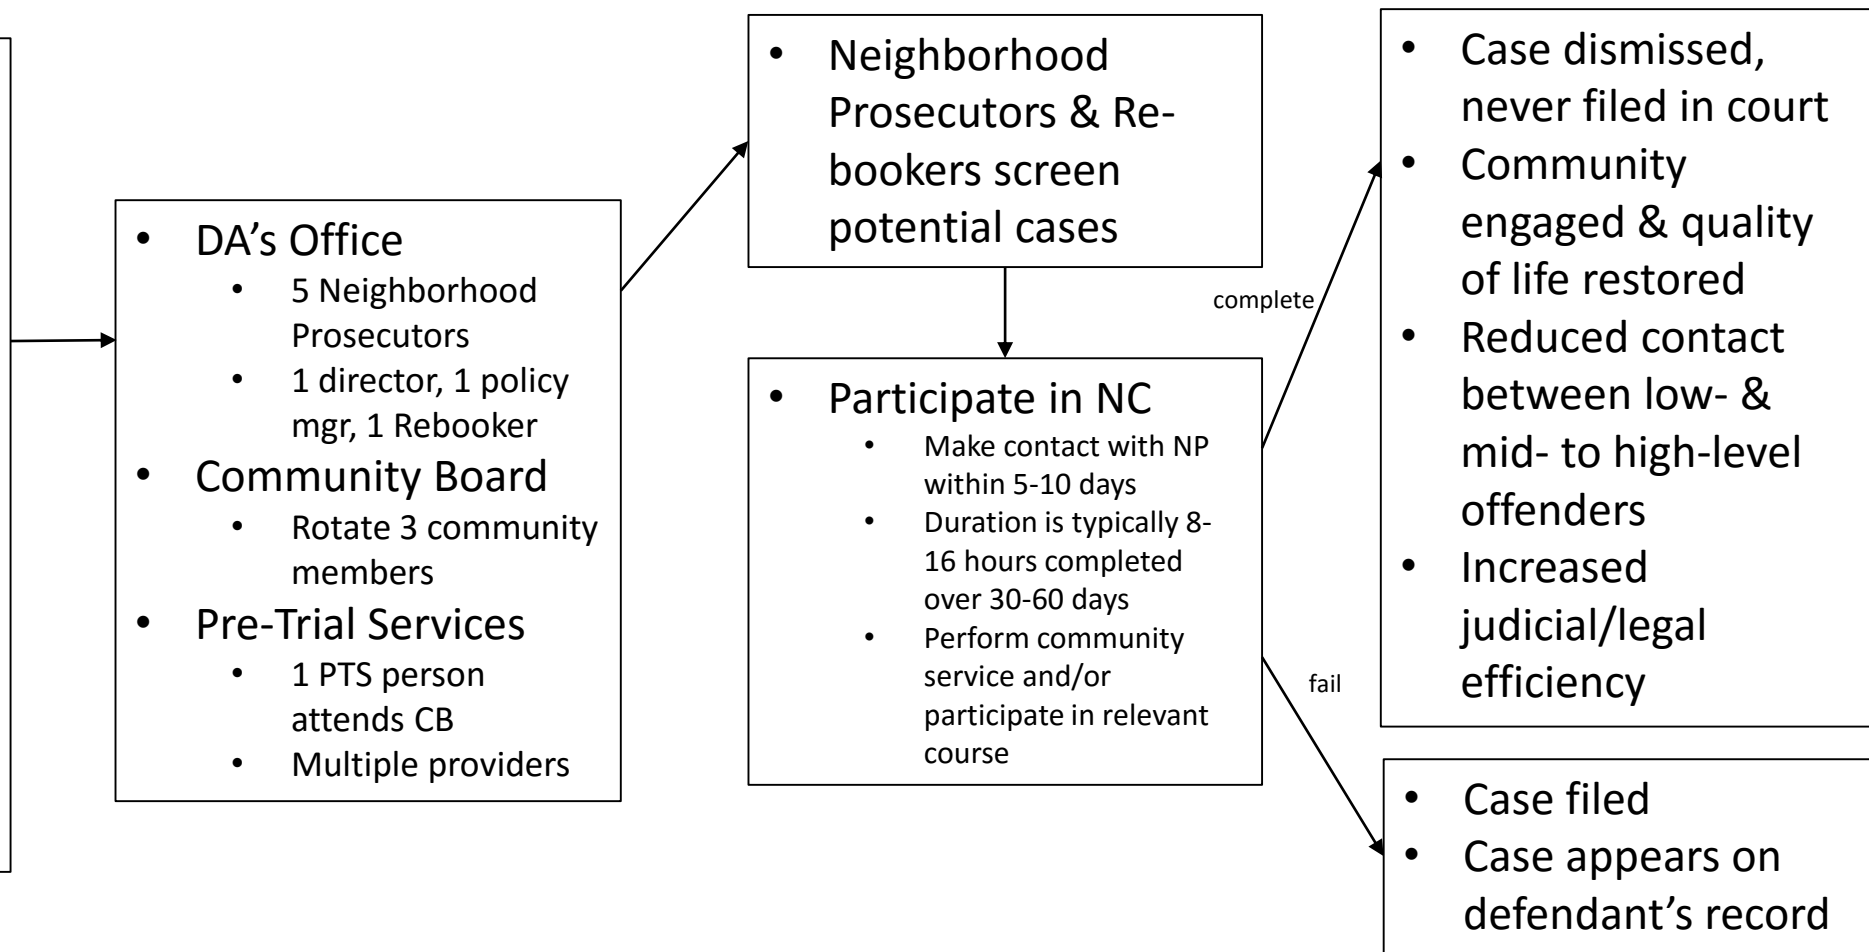 • DA’s Office
• 5 Neighborhood
Prosecutors
• 1 director, 1 policy
mgr, 1 Rebooker
• Community Board
• Rotate 3 community
members
• Pre-Trial Services
• 1 PTS person
attends CB
• Multiple providers
• Neighborhood
Prosecutors & Re-
bookers screen
potential cases
• Participate in NC
• Make contact with NP
within 5-10 days
• Duration is typically 8-
16 hours completed
over 30-60 days
• Perform community
service and/or
participate in relevant
course
complete
fail
• Case dismissed,
never filed in court
• Community
engaged & quality
of life restored
• Reduced contact
between low- &
mid- to high-level
offenders
• Increased
judicial/legal
efficiency
• Case filed
• Case appears on
defendant’s record